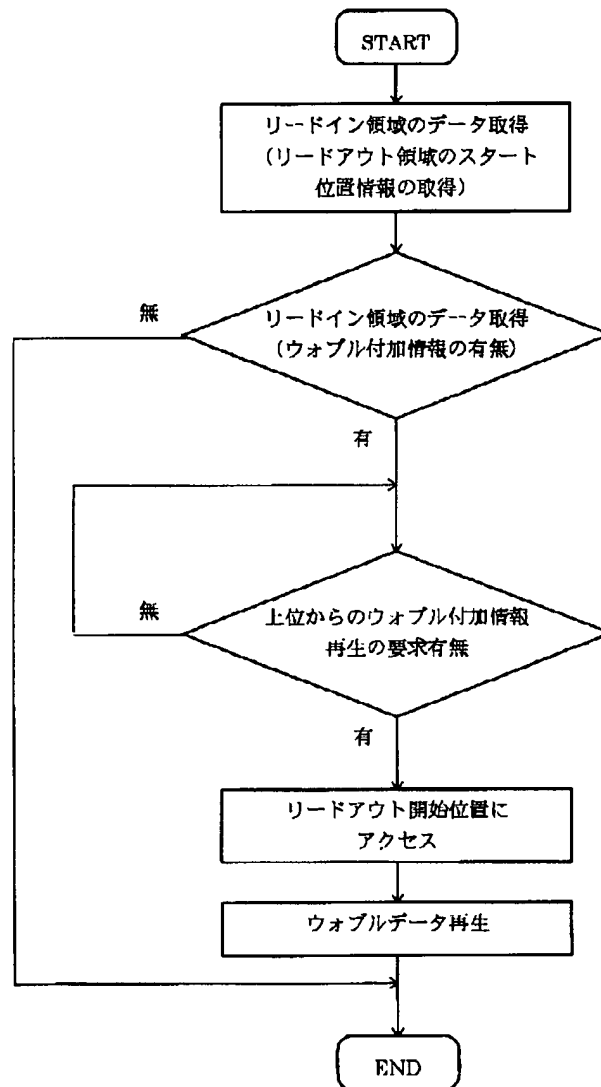 START
リードイン領域のデータ取得
(リードアウト領域のスタート
位置情報の取得)
無
リードイン領域のデータ取得
(ウォブル付加情報の有無)
有
無
上位からのウォブル付加情報
再生の要求有無
有
リードアウト開始位置に
アクセス
ウォブルデータ再生
END